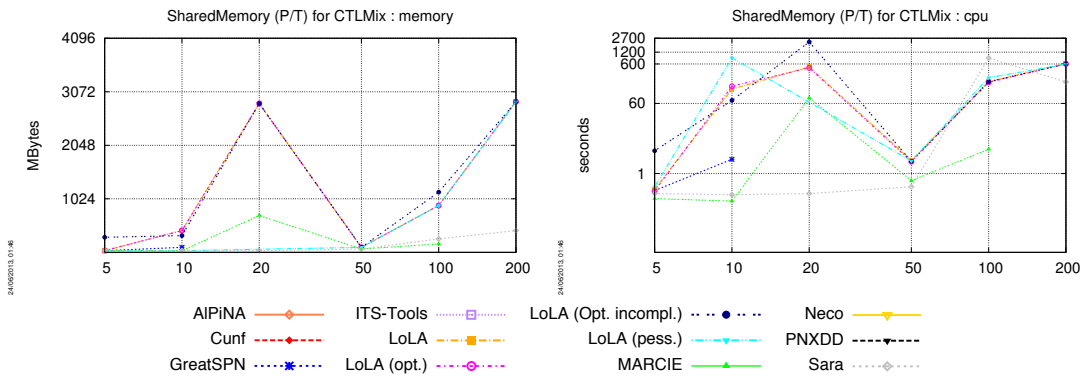 SharedMemory (P/T) for CTLMix : memory
4096
3072
2048
1024
MBytes
5 10 20 50 100 200
24/06/2013, 01:46
SharedMemory (P/T) for CTLMix : cpu
2700
1200
600
60
1
seconds
5 10 20 50 100 200
24/06/2013, 01:46
AlPiNA ITS-Tools LoLA (Opt. incompl.) Neco
Cunf LoLA LoLA (pess.) PNXDD
GreatSPN LoLA (opt.) MARCIE Sara